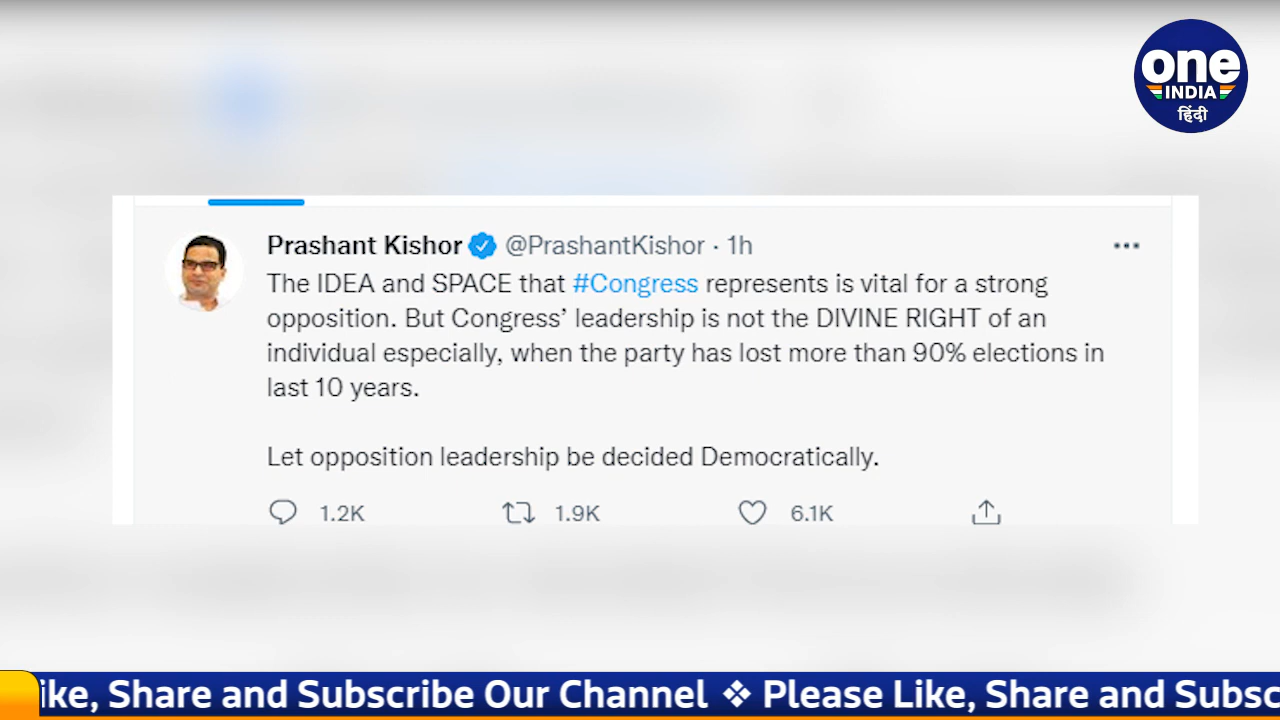 one
INDIA
हिंदी
Prashant Kishor @PrashantKishor · 1h
The IDEA and SPACE that #Congress represents is vital for a strong
opposition. But Congress’ leadership is not the DIVINE RIGHT of an
individual especially, when the party has lost more than 90% elections in
last 10 years.
Let opposition leadership be decided Democratically.
1.2K 1.9K 6.1K
ike, Share and Subscribe Our Channel ❖ Please Like, Share and Subsc